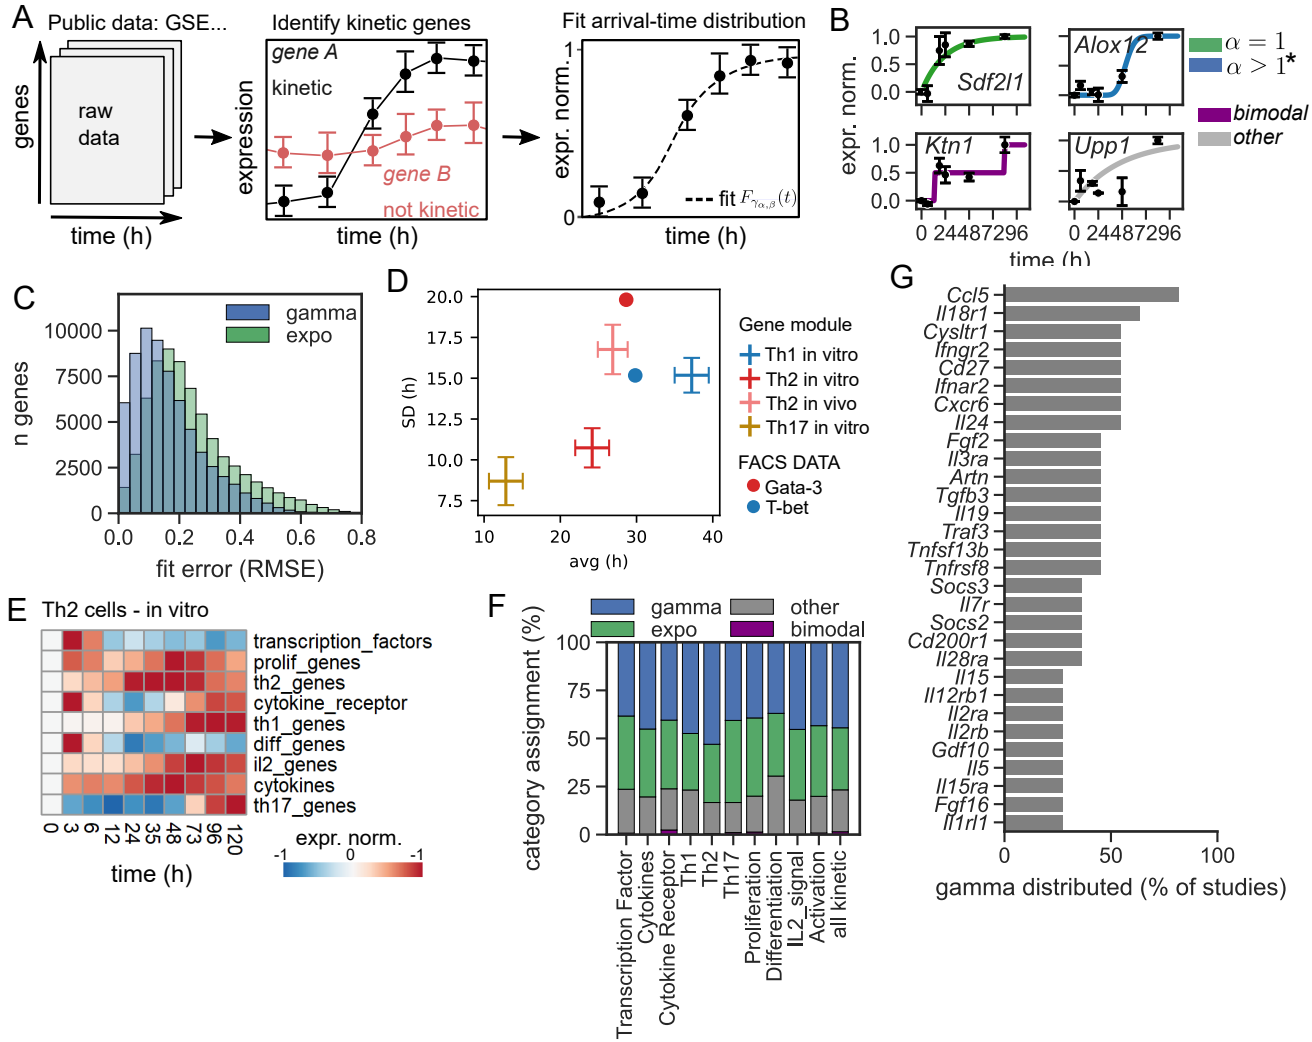 A
Public data: GSE...
genes
raw
data
time (h)
Identify kinetic genes
expression
gene A
kinetic
gene B
not kinetic
time (h)
Fit arrival-time distribution
expr. norm.
1
0
fit Fγα,β(t)
time (h)
B
expr. norm.
1.0
0.5
0.0
Sdf2l1
Alox12
1.0
0.5
0.0
Ktn1
Upp1
0 24487296
0 24487296
time (h)
α = 1
α > 1*
bimodal
other
C
n genes
10000
7500
5000
2500
0
0.0 0.2 0.4 0.6 0.8
fit error (RMSE)
gamma
expo
D
SD (h)
20.0
17.5
15.0
12.5
10.0
7.5
10 20 30 40
avg (h)
Gene module
Th1 in vitro
Th2 in vitro
Th2 in vivo
Th17 in vitro
FACS DATA
Gata-3
T-bet
E
Th2 cells - in vitro
transcription_factors
prolif_genes
th2_genes
cytokine_receptor
th1_genes
diff_genes
il2_genes
cytokines
th17_genes
0 3 6 12 24 35 48 73 96 120
time (h)
expr. norm.
-1 0 -1
F
gamma
expo
other
bimodal
category assignment (%)
100
75
50
25
0
Transcription Factor
Cytokines
Cytokine Receptor
Th1
Th2
Th17
Proliferation
Differentiation
IL2_signal
Activation
all kinetic
G
Ccl5
Il18r1
Cysltr1
Ifngr2
Cd27
Ifnar2
Cxcr6
Il24
Fgf2
Il3ra
Artn
Tgfb3
Il19
Traf3
Tnfsf13b
Tnfrsf8
Socs3
Il7r
Socs2
Cd200r1
Il28ra
Il15
Il12rb1
Il2ra
Il2rb
Gdf10
Il5
Il15ra
Fgf16
Il1rl1
0 50 100
gamma distributed (% of studies)